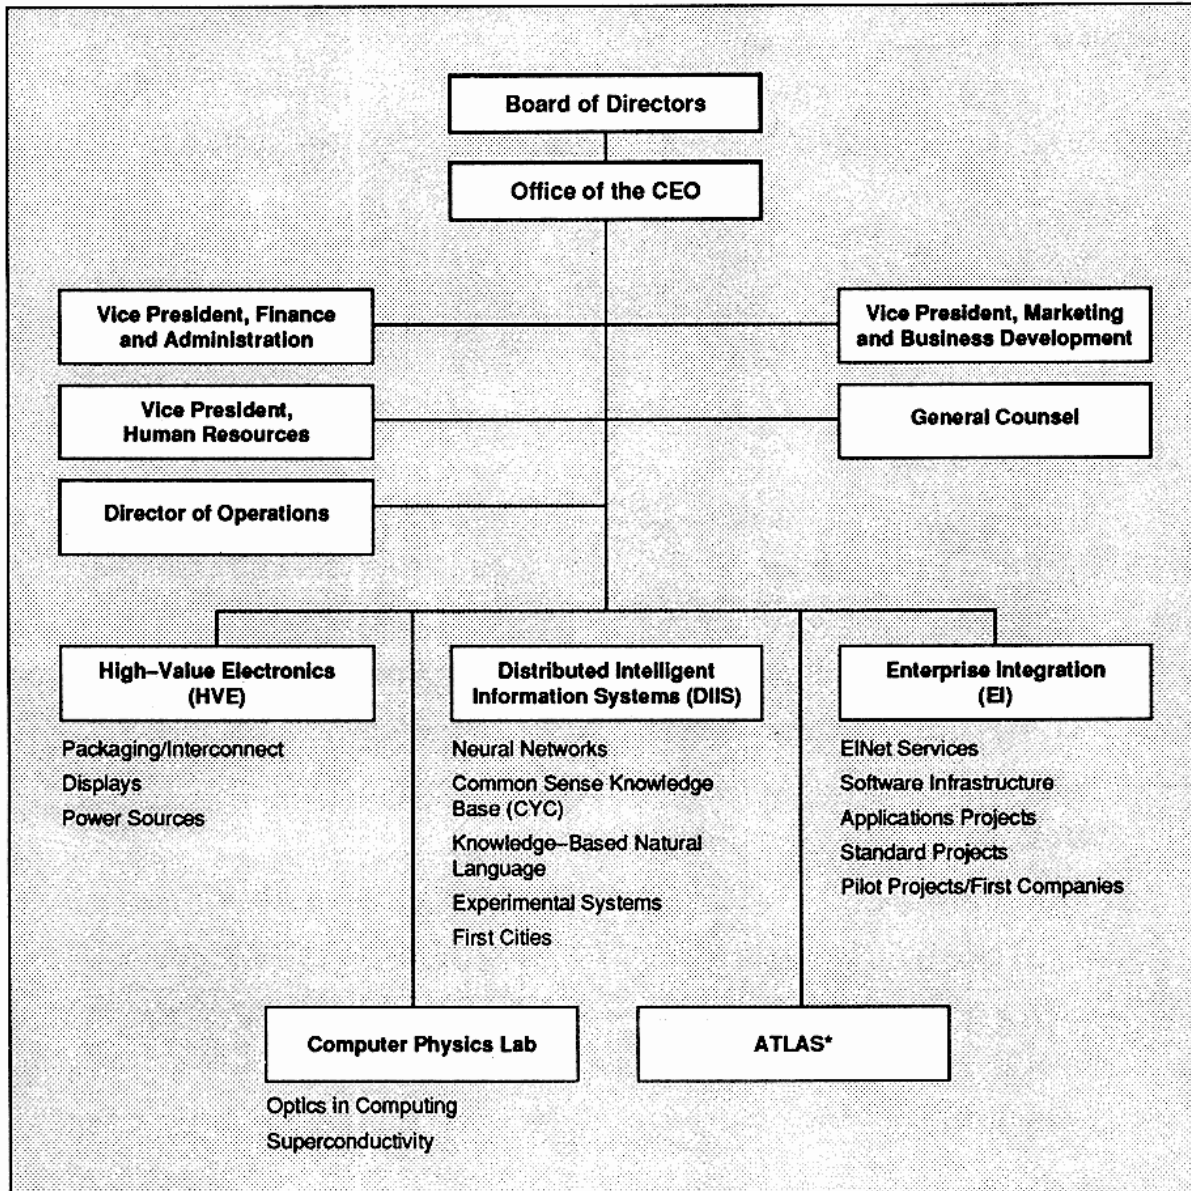 Board of Directors
Office of the CEO
Vice President, Finance
and Administration
Vice President, Marketing
and Business Development
Vice President,
Human Resources
General Counsel
Director of Operations
High–Value Electronics
(HVE)
Packaging/Interconnect
Displays
Power Sources
Distributed Intelligent
Information Systems (DIIS)
Neural Networks
Common Sense Knowledge
Base (CYC)
Knowledge–Based Natural
Language
Experimental Systems
First Cities
Enterprise Integration
(EI)
EINet Services
Software Infrastructure
Applications Projects
Standard Projects
Pilot Projects/First Companies
Computer Physics Lab
Optics in Computing
Superconductivity
ATLAS*